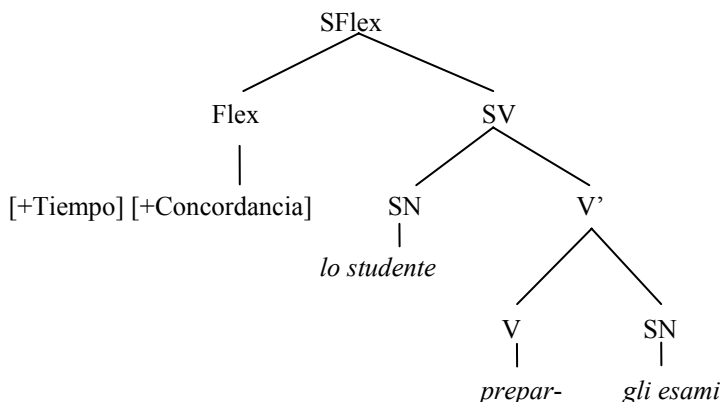 SFlex
Flex SV
[+Tiempo] [+Concordancia] SN V’
lo studente
V SN
prepar- gli esami